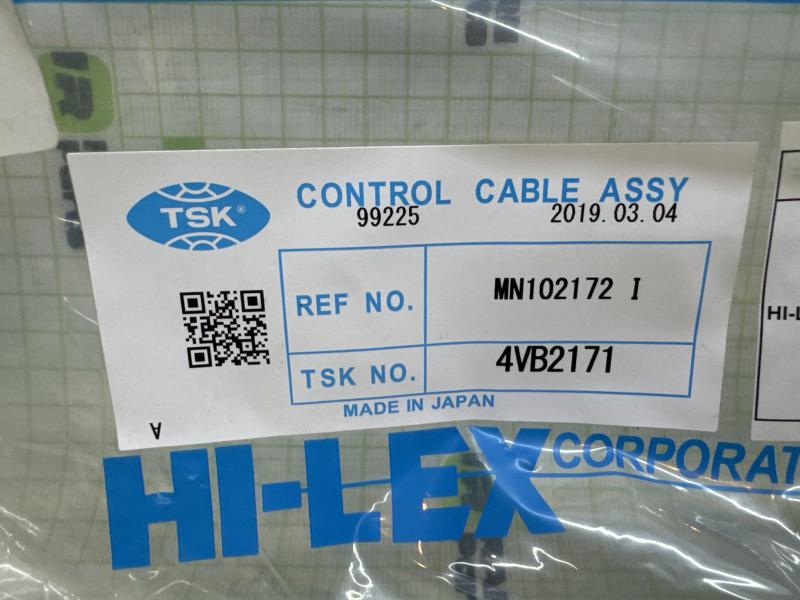 TSK®
CONTROL CABLE ASSY
99225 2019.03.04
REF NO. MN102172 I
TSK NO. 4VB2171
MADE IN JAPAN
A
HI-LEX CORPORAT
HI-L